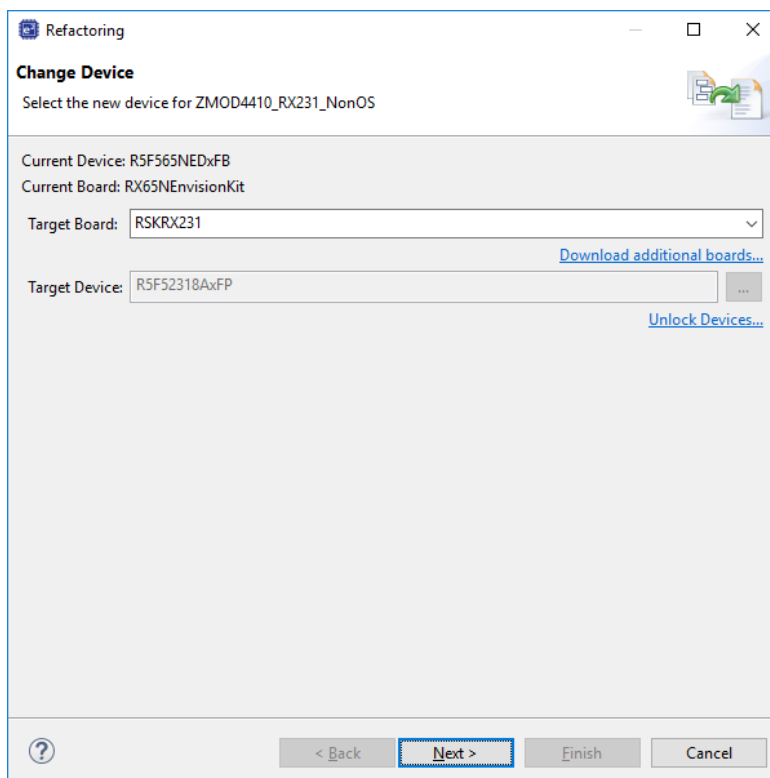 Refactoring
Change Device
Select the new device for ZMOD4410_RX231_NonOS
Current Device: R5F565NEDxFB
Current Board: RX65NEnvisionKit
Target Board: RSKRX231
Download additional boards...
Target Device: R5F52318AxFP ...
Unlock Devices...
? < Back Next > Finish Cancel